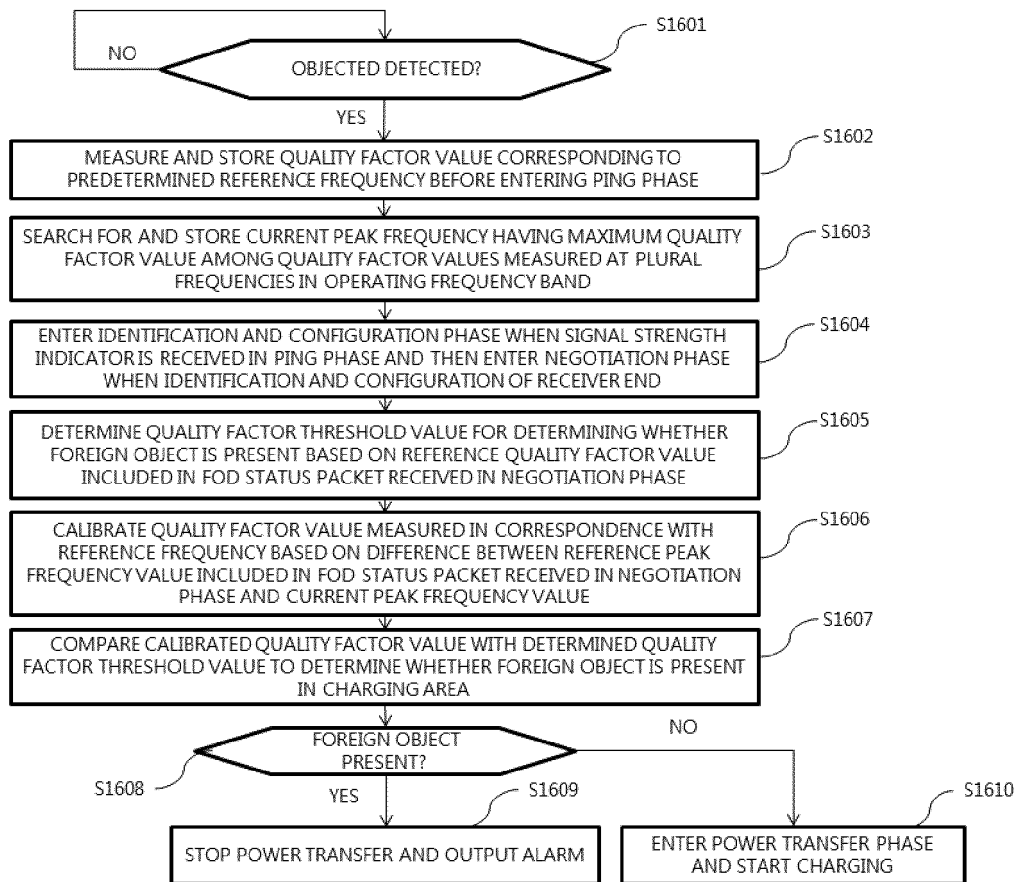 S1601
NO
OBJECTED DETECTED?
YES
S1602
MEASURE AND STORE QUALITY FACTOR VALUE CORRESPONDING TO
PREDETERMINED REFERENCE FREQUENCY BEFORE ENTERING PING PHASE
S1603
SEARCH FOR AND STORE CURRENT PEAK FREQUENCY HAVING MAXIMUM QUALITY
FACTOR VALUE AMONG QUALITY FACTOR VALUES MEASURED AT PLURAL
FREQUENCIES IN OPERATING FREQUENCY BAND
S1604
ENTER IDENTIFICATION AND CONFIGURATION PHASE WHEN SIGNAL STRENGTH
INDICATOR IS RECEIVED IN PING PHASE AND THEN ENTER NEGOTIATION PHASE
WHEN IDENTIFICATION AND CONFIGURATION OF RECEIVER END
S1605
DETERMINE QUALITY FACTOR THRESHOLD VALUE FOR DETERMINING WHETHER
FOREIGN OBJECT IS PRESENT BASED ON REFERENCE QUALITY FACTOR VALUE
INCLUDED IN FOD STATUS PACKET RECEIVED IN NEGOTIATION PHASE
S1606
CALIBRATE QUALITY FACTOR VALUE MEASURED IN CORRESPONDENCE WITH
REFERENCE FREQUENCY BASED ON DIFFERENCE BETWEEN REFERENCE PEAK
FREQUENCY VALUE INCLUDED IN FOD STATUS PACKET RECEIVED IN NEGOTIATION
PHASE AND CURRENT PEAK FREQUENCY VALUE
S1607
COMPARE CALIBRATED QUALITY FACTOR VALUE WITH DETERMINED QUALITY
FACTOR THRESHOLD VALUE TO DETERMINE WHETHER FOREIGN OBJECT IS PRESENT
IN CHARGING AREA
NO
FOREIGN OBJECT
PRESENT?
S1608
YES
S1609
S1610
STOP POWER TRANSFER AND OUTPUT ALARM
ENTER POWER TRANSFER PHASE
AND START CHARGING